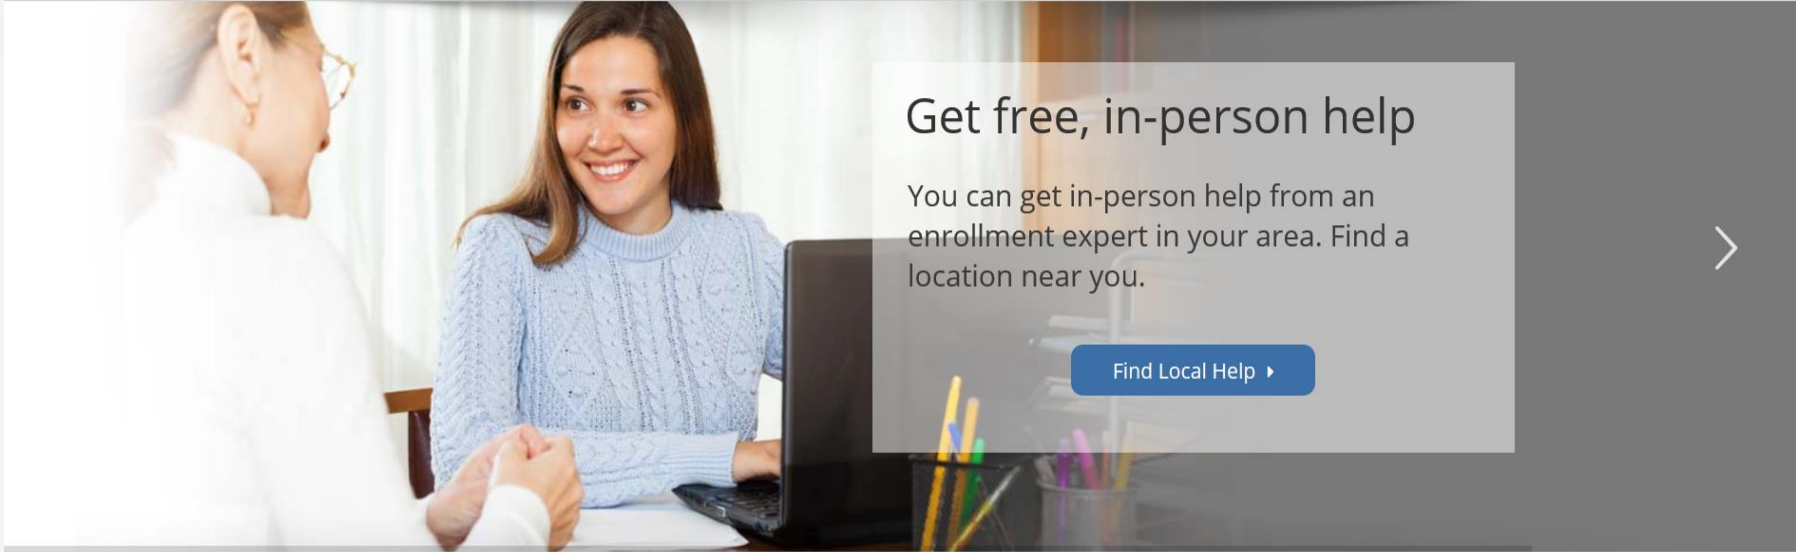 Get free, in-person help
You can get in-person help from an
enrollment expert in your area. Find a
location near you.
Find Local Help